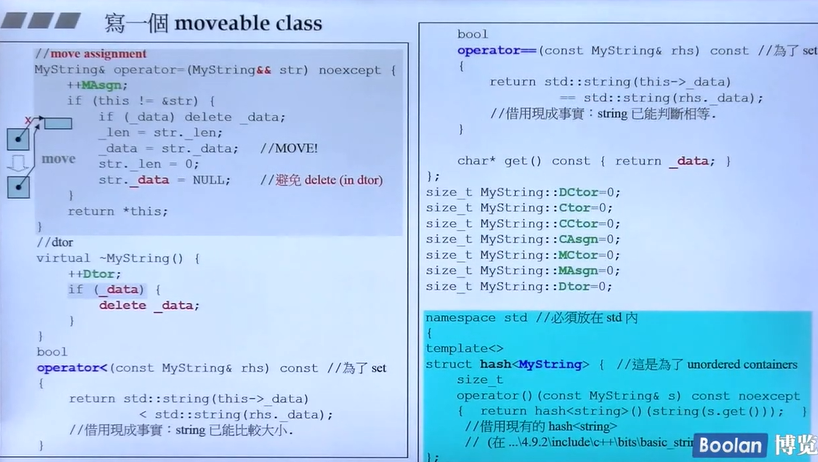 寫一個 moveable class
//move assignment
MyString& operator=(MyString&& str) noexcept {
++MAsgn;
if (this != &str) {
if (_data) delete _data;
_len = str._len;
_data = str._data; //MOVE!
str._len = 0;
str._data = NULL; //避免 delete (in dtor)
}
return *this;
}
x
move
//dtor
virtual ~MyString() {
++Dtor;
if (_data) {
delete _data;
}
}
bool
operator<(const MyString& rhs) const //為了 set
{
return std::string(this->_data)
< std::string(rhs._data);
//借用現成事實：string 已能比較大小.
}
bool
operator==(const MyString& rhs) const //為了 set
{
return std::string(this->_data)
== std::string(rhs._data);
//借用現成事實：string 已能判斷相等.
}
char* get() const { return _data; }
};
size_t MyString::DCtor=0;
size_t MyString::Ctor=0;
size_t MyString::CCtor=0;
size_t MyString::CAsgn=0;
size_t MyString::MCtor=0;
size_t MyString::MAsgn=0;
size_t MyString::Dtor=0;
namespace std //必須放在 std 內
{
template<>
struct hash<MyString> { //這是為了 unordered containers
size_t
operator()(const MyString& s) const noexcept
{ return hash<string>()(string(s.get())); }
//借用現有的 hash<string>
// (在 ...\4.9.2\include\c++\bits\basic_strin
};
Boolan 博览